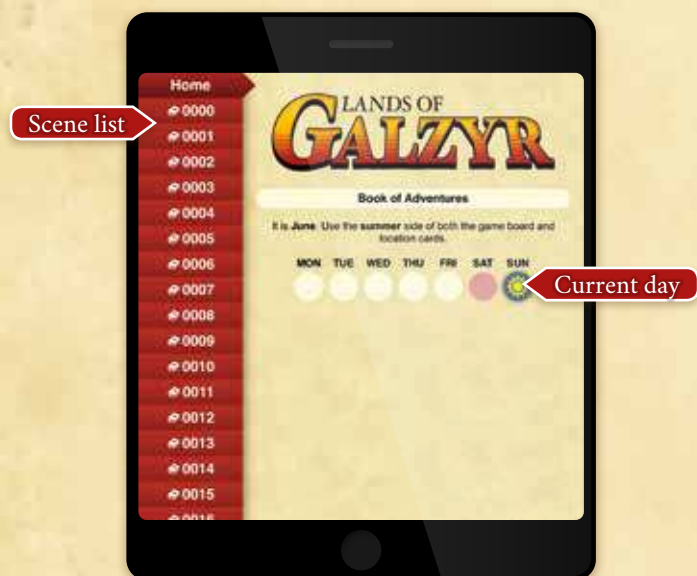 Home
0000
0001
0002
0003
0004
0005
0006
0007
0008
0009
0010
0011
0012
0013
0014
0015
0016
Scene list
LANDS OF
GALZYR
Book of Adventures
It is June. Use the summer side of both the game board and
location cards.
MON TUE WED THU FRI SAT SUN
Current day